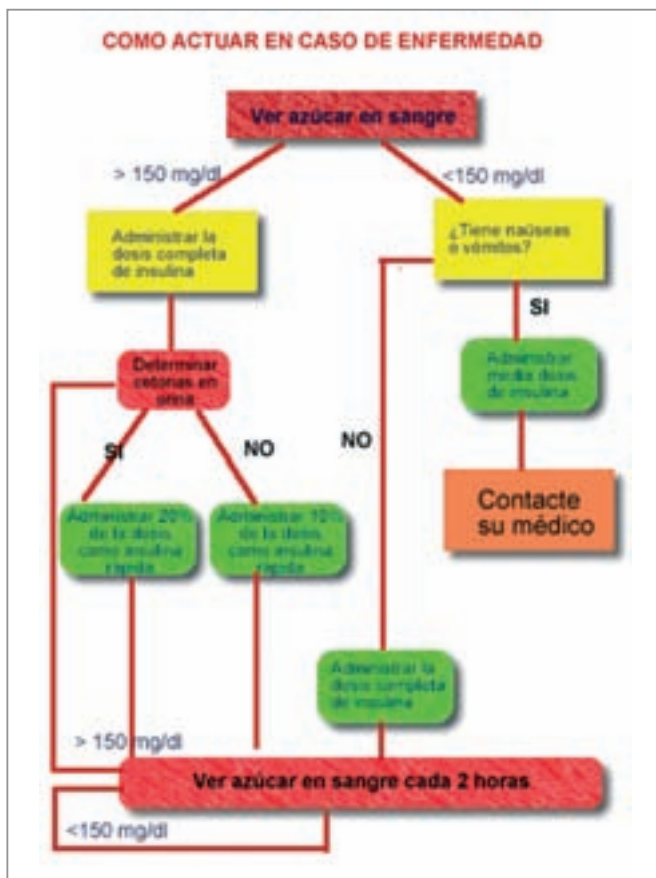 COMO ACTUAR EN CASO DE ENFERMEDAD
Ver azúcar en sangre
> 150 mg/dl
<150 mg/dl
Administrar la
dosis completa
de insulina
¿Tiene naúseas
o vómitos?
SI
Determinar
cetonas en
orina
Administrar
media dosis
de insulina
SI
NO
NO
Contacte
su médico
Administrar 20%
de la dosis
como insulina
rápida
Administrar 10%
de la dosis
como insulina
rápida
Administrar la
dosis completa
de insulina
> 150 mg/dl
Ver azúcar en sangre cada 2 horas
<150 mg/dl